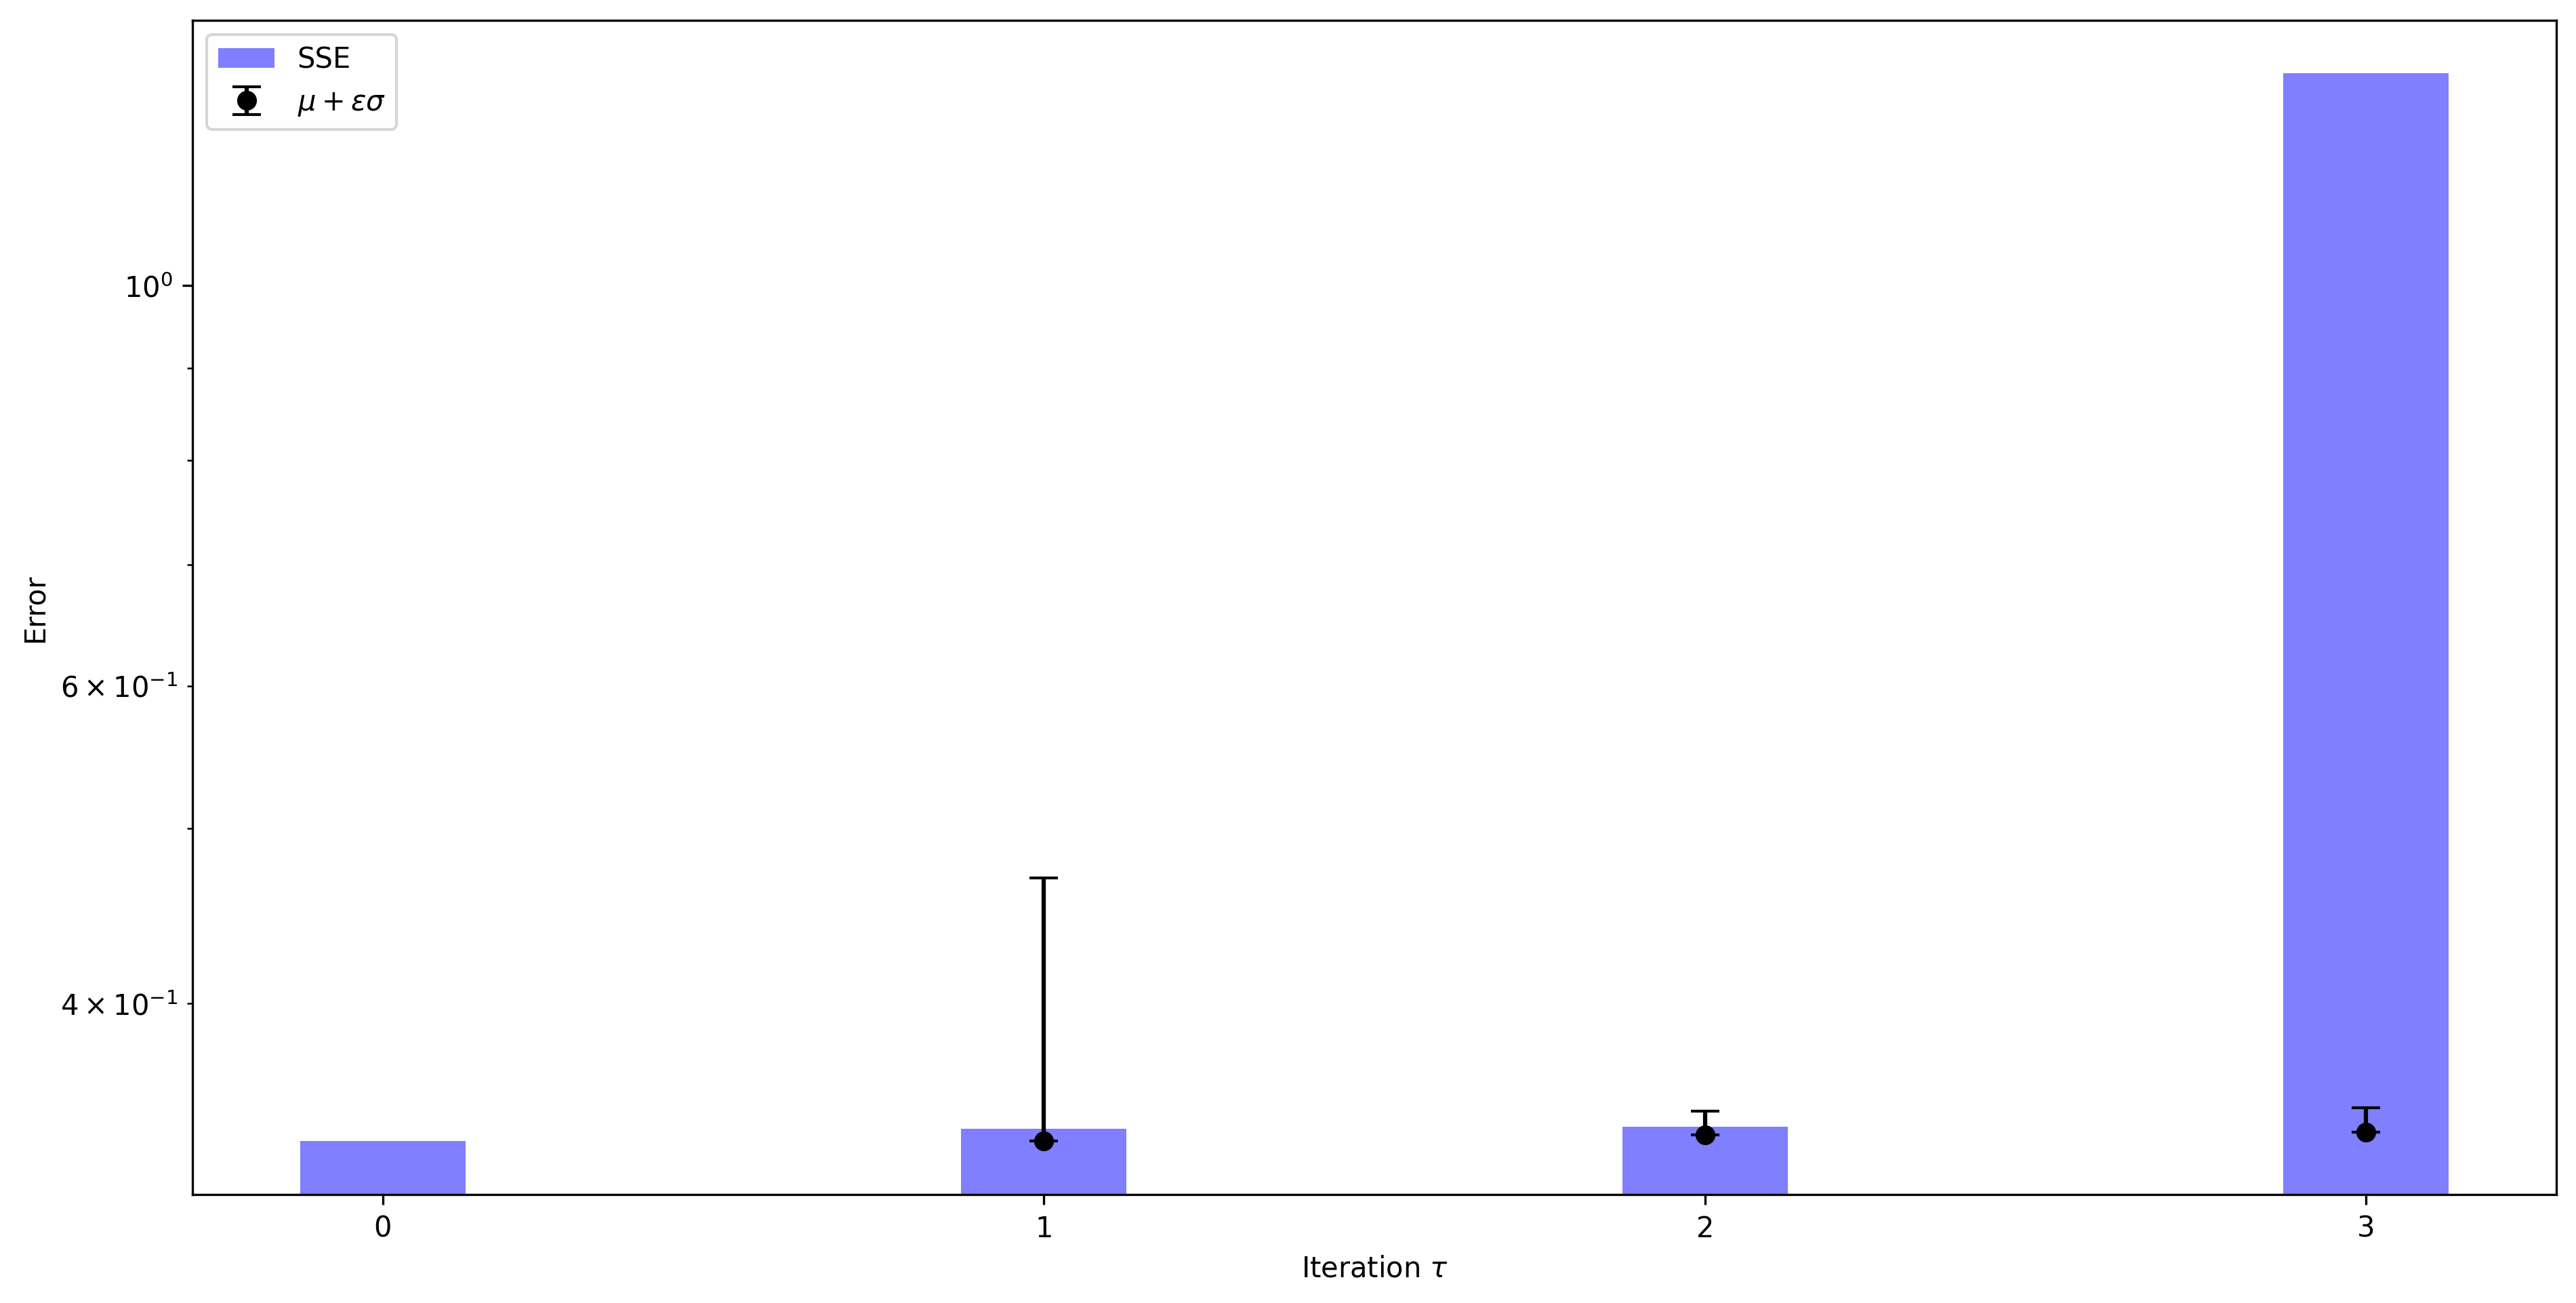 SSE
μ + εσ
10⁰
6 × 10⁻¹
4 × 10⁻¹
Error
0 1 2 3
Iteration τ